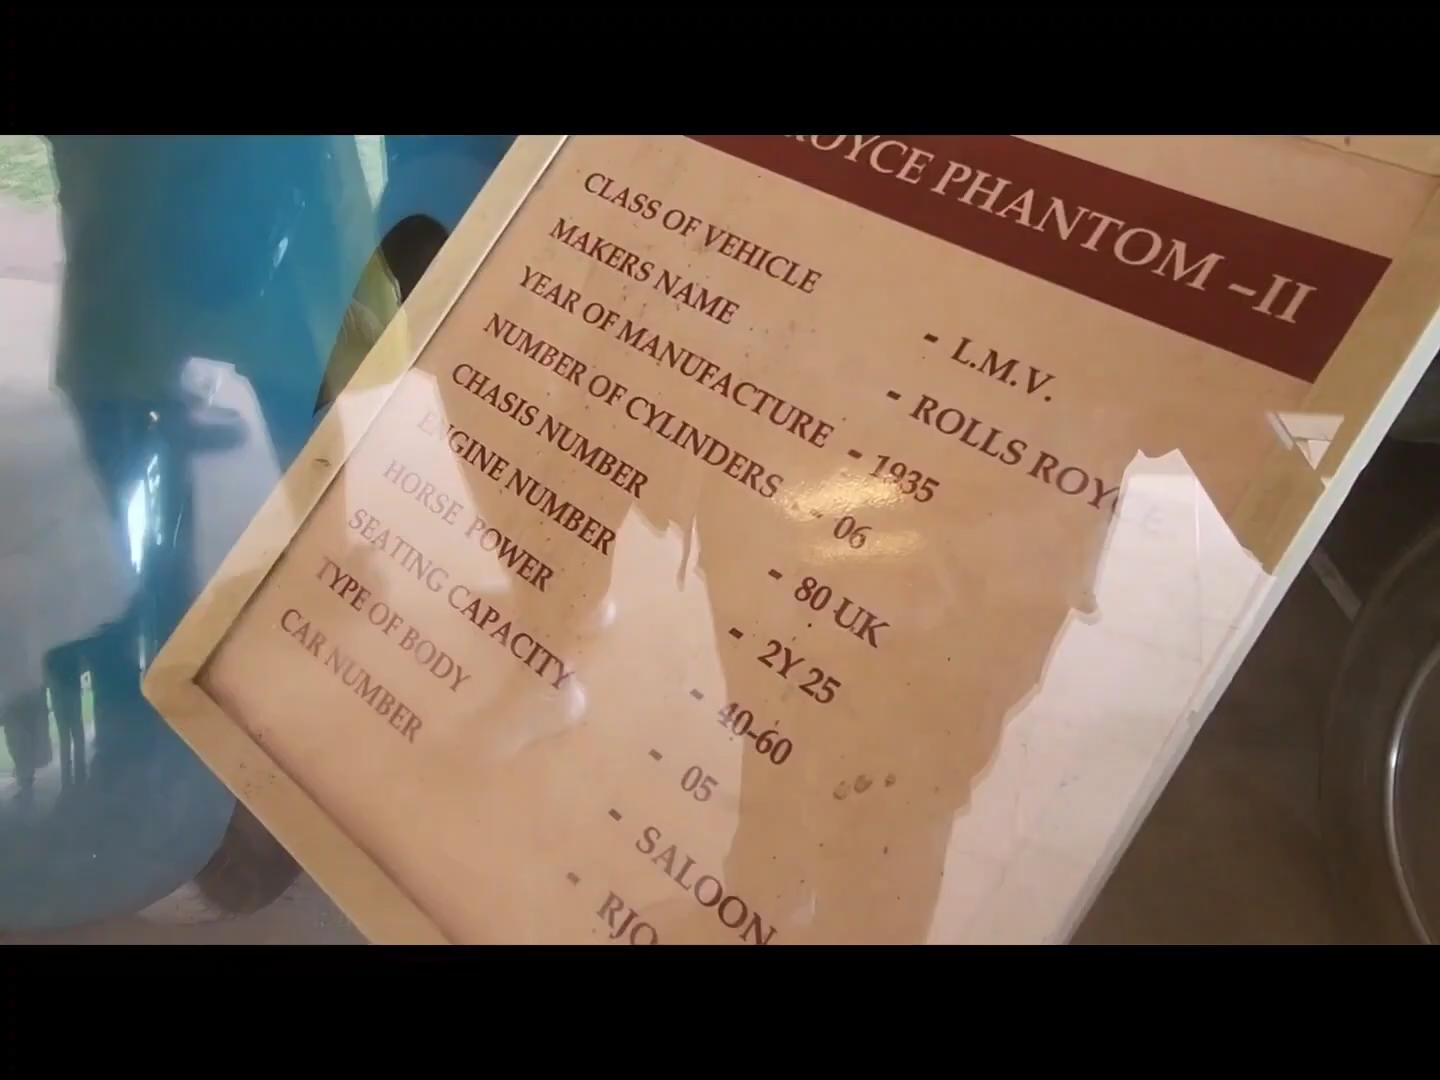 ROYCE PHANTOM -II
CLASS OF VEHICLE - L.M.V.
MAKERS NAME - ROLLS ROYCE
YEAR OF MANUFACTURE - 1935
NUMBER OF CYLINDERS - 06
CHASIS NUMBER - 80 UK
ENGINE NUMBER - 2Y 25
HORSE POWER - 40-60
SEATING CAPACITY - 05
TYPE OF BODY - SALOON
CAR NUMBER - RJO